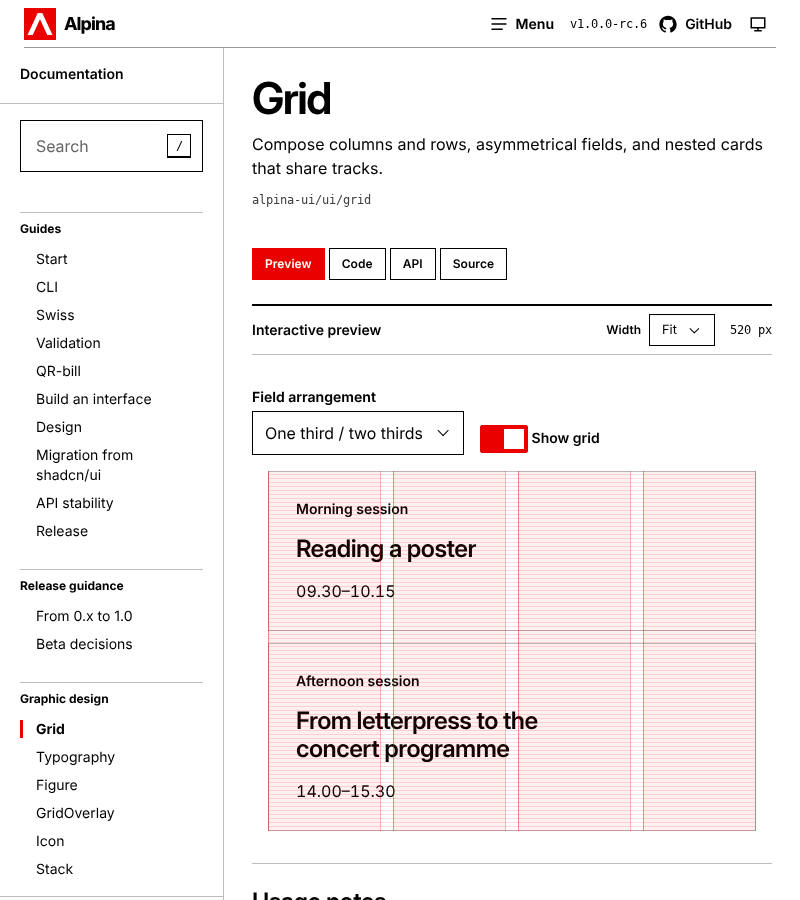 Alpina
Menu
v1.0.0-rc.6
GitHub
Documentation
Search
/
Guides
Start
CLI
Swiss
Validation
QR-bill
Build an interface
Design
Migration from
shadcn/ui
API stability
Release
Release guidance
From 0.x to 1.0
Beta decisions
Graphic design
Grid
Typography
Figure
GridOverlay
Icon
Stack
Grid
Compose columns and rows, asymmetrical fields, and nested cards
that share tracks.
alpina-ui/ui/grid
Preview
Code
API
Source
Interactive preview
Width
Fit
520 px
Field arrangement
One third / two thirds
Show grid
Morning session
Reading a poster
09.30–10.15
Afternoon session
From letterpress to the
concert programme
14.00–15.30
Usage notes